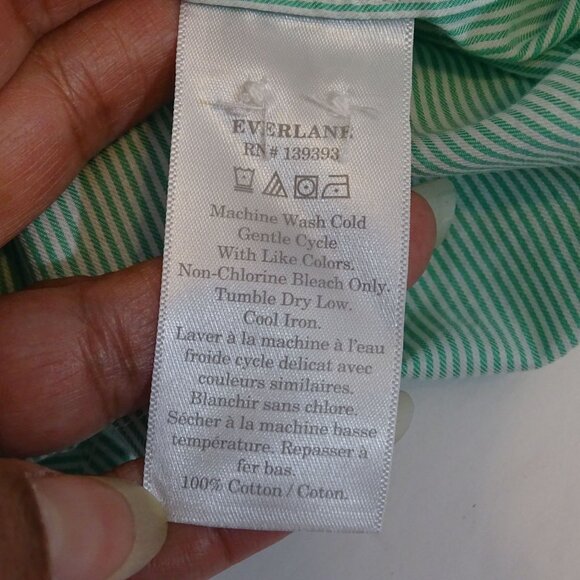 EVERLANE
RN# 139393
Machine Wash Cold
Gentle Cycle
With Like Colors.
Non-Chlorine Bleach Only.
Tumble Dry Low.
Cool Iron.
Laver à la machine à l'eau
froide cycle delicat avec
couleurs similaires.
Blanchir sans chlore.
Sécher à la machine basse
température. Repasser à
fer bas.
100% Cotton / Coton.